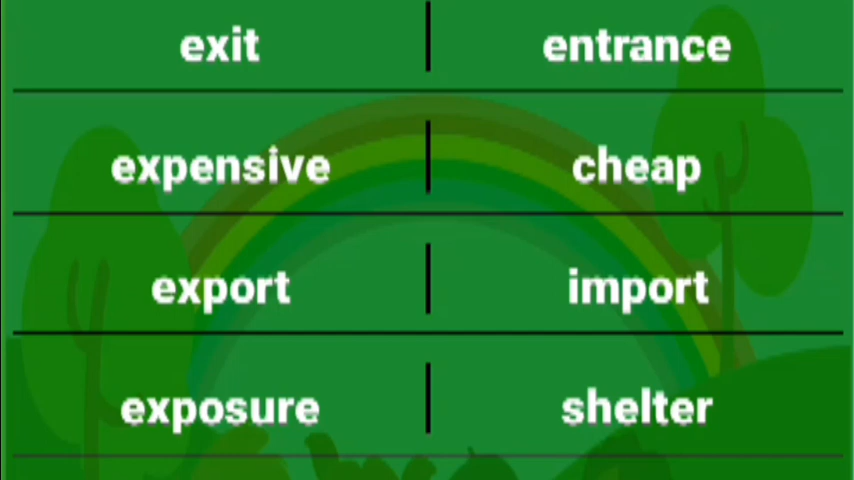 exit entrance
expensive cheap
export import
exposure shelter